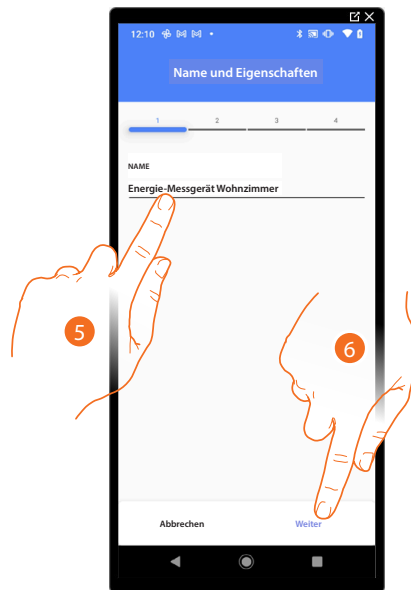 12:10
Name und Eigenschaften
1 2 3 4
NAME
Energie-Messgerät Wohnzimmer
5
6
Abbrechen Weiter